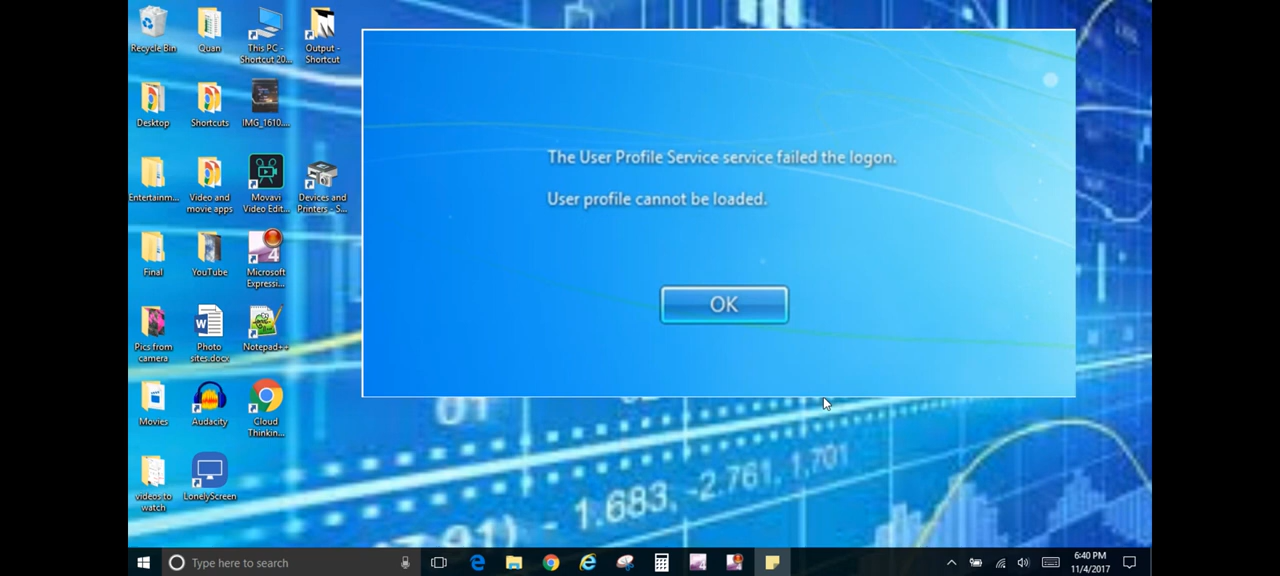 Recycle Bin
Quan
This PC -
Shortcut 20...
Output -
Shortcut
Desktop
Shortcuts
IMG_1610....
Entertainm...
Video and
movie apps
Movavi
Video Edit...
Devices and
Printers - S...
Final
YouTube
Microsoft
Expressi...
4
Pics from
camera
Photo
sites.docx
Notepad++
Movies
Audacity
Cloud
Thinkin...
videos to
watch
LonelyScreen
The User Profile Service service failed the logon.
User profile cannot be loaded.
OK
- 1.683, -2.761, 1,701
Type here to search
6:40 PM
11/4/2017